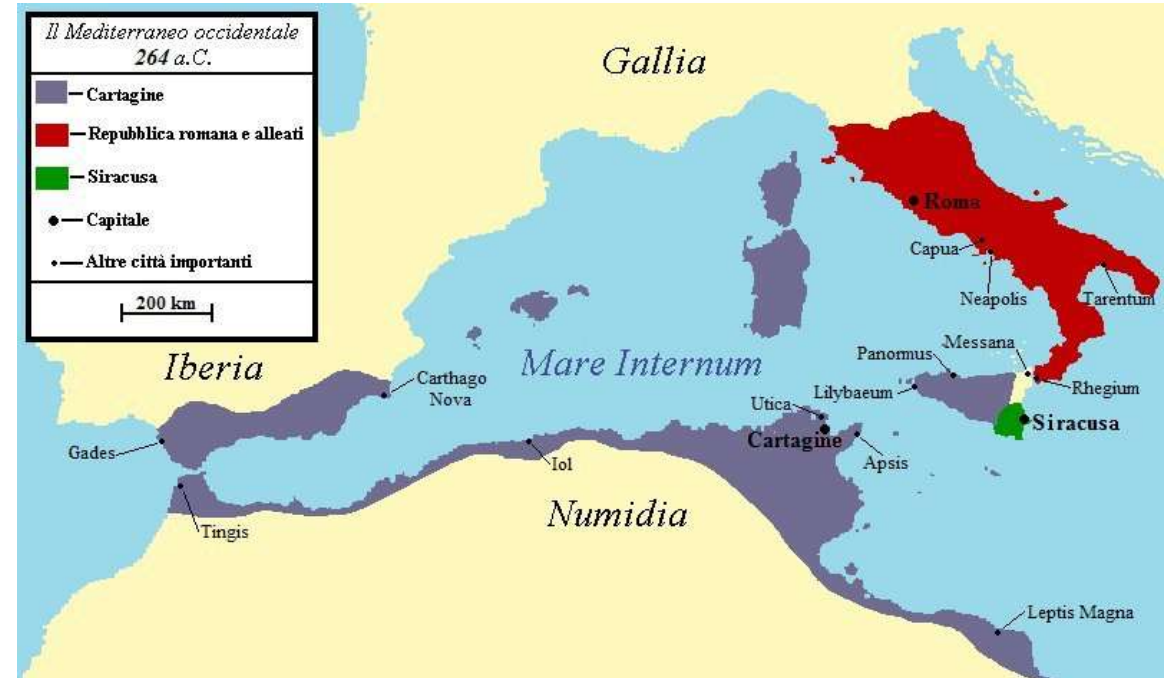 Il Mediterraneo occidentale
264 a.C.
Cartagine
Repubblica romana e alleati
Siracusa
Capitale
Altre città importanti
200 km
Gallia
Roma
Capua
Neapolis
Tarentum
Iberia
Mare Internum
Messana
Panormus
Carthago
Nova
Lilybaeum
Rhegium
Utica
Siracusa
Cartagine
Gades
Iol
Apsis
Numidia
Tingis
Leptis Magna